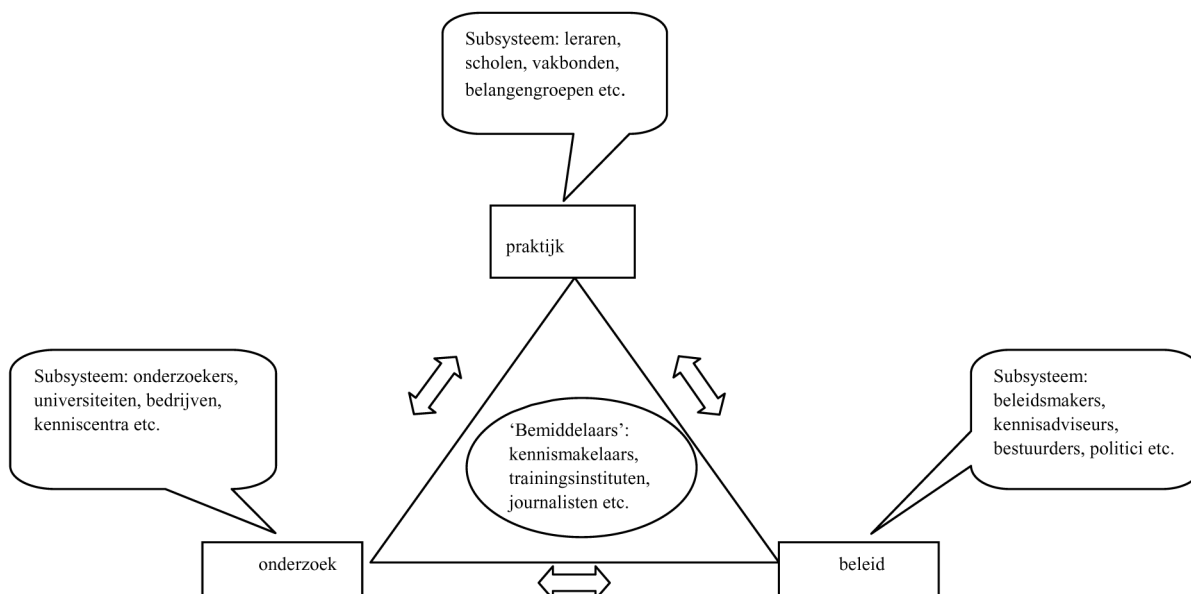 Subsysteem: leraren,
scholen, vakbonden,
belangengroepen etc.
praktijk
Subsysteem: onderzoekers,
universiteiten, bedrijven,
kenniscentra etc.
‘Bemiddelaars’:
kennismakelaars,
trainingsinstituten,
journalisten etc.
Subsysteem:
beleidsmakers,
kennisadviseurs,
bestuurders, politici etc.
onderzoek
beleid